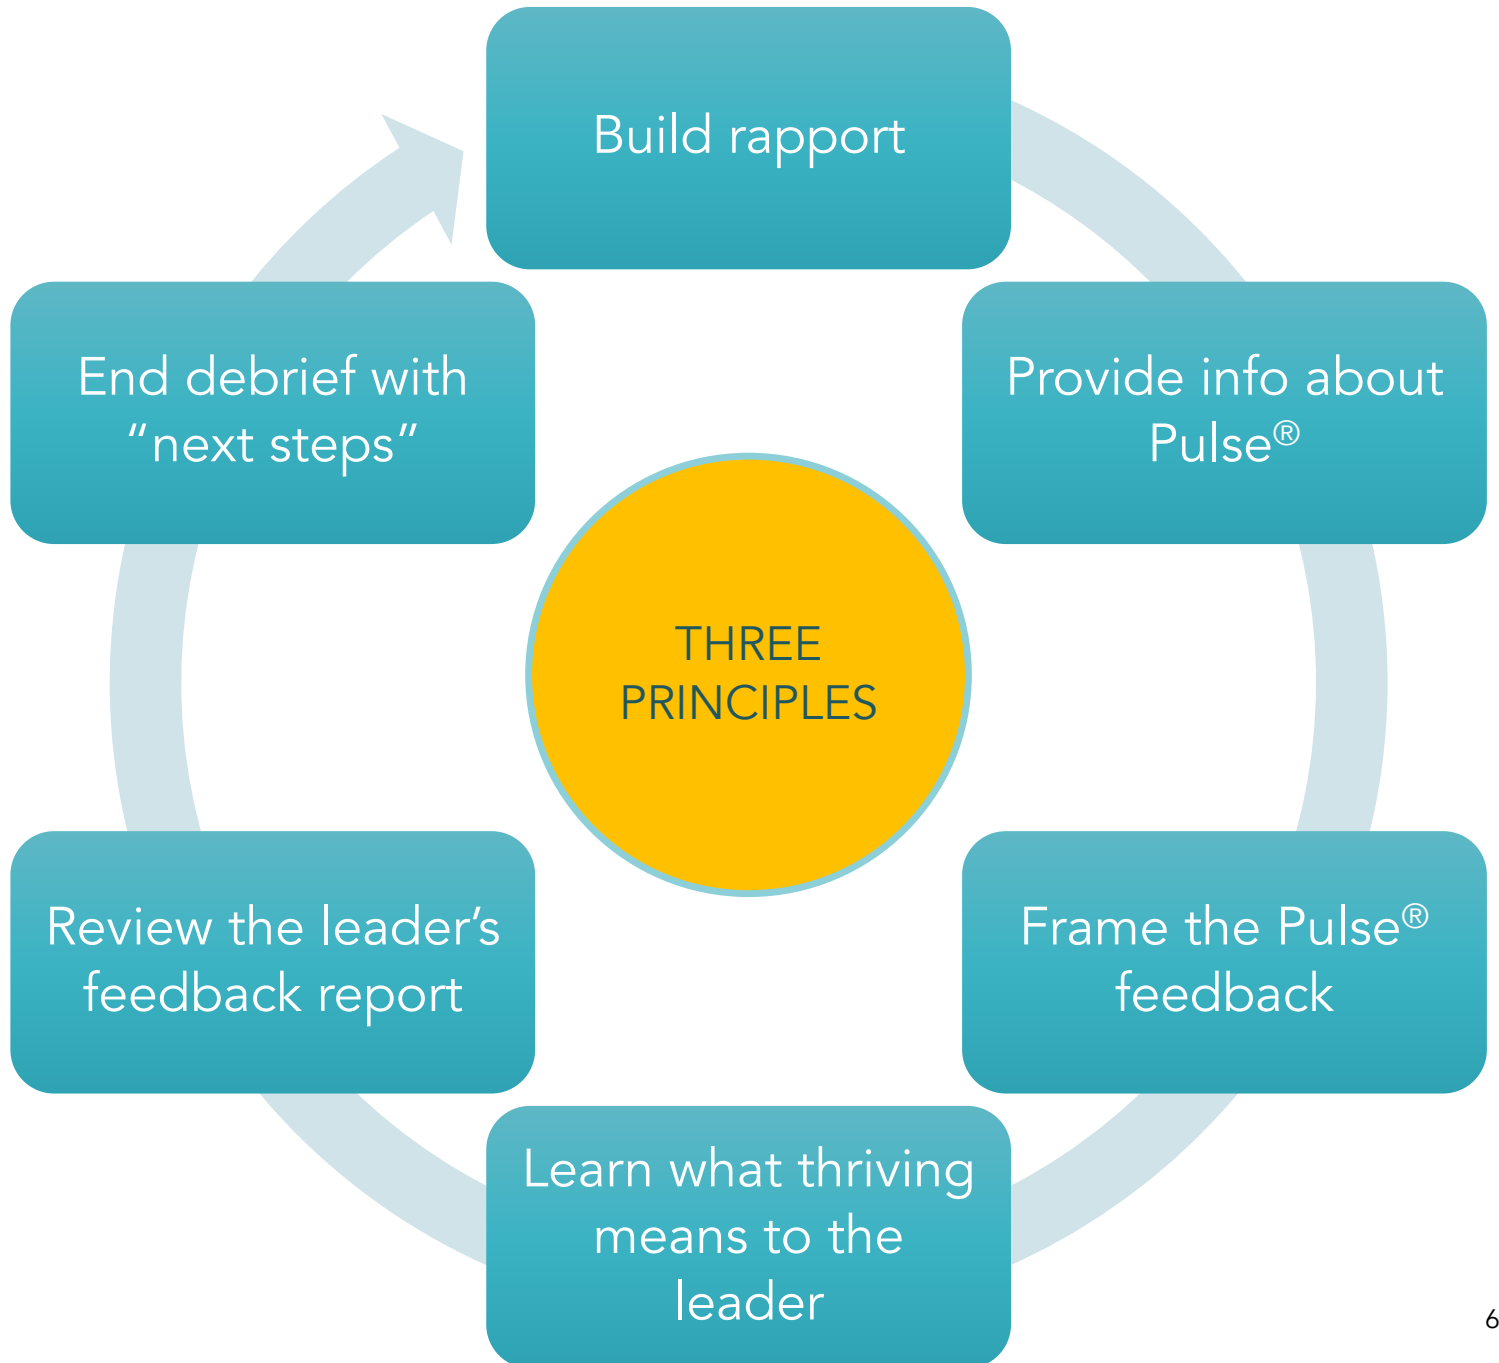 Build rapport
Provide info about
Pulse®
Frame the Pulse®
feedback
Learn what thriving
means to the
leader
Review the leader’s
feedback report
End debrief with
“next steps”
THREE
PRINCIPLES
6